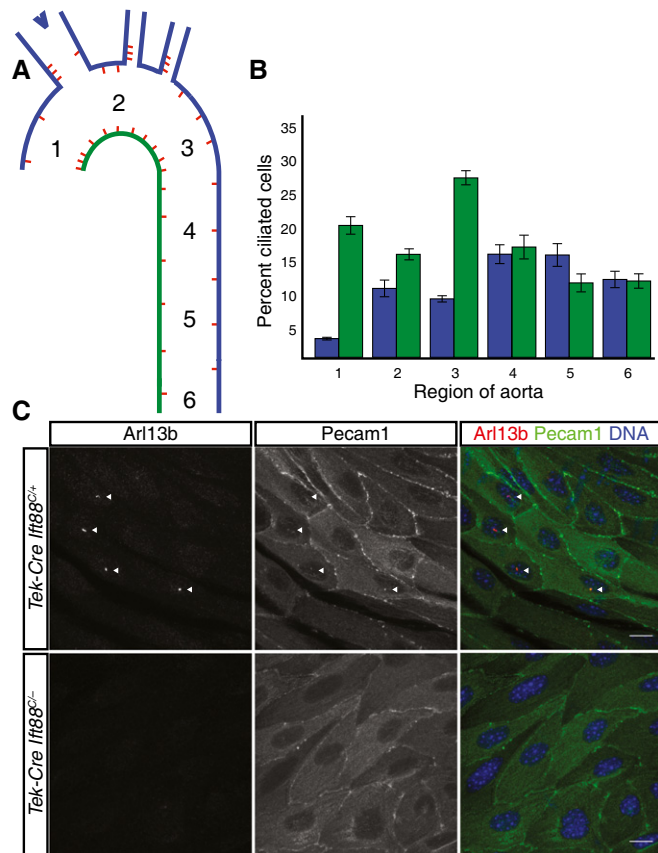 A
1
2
3
4
5
6
B
Percent ciliated cells
35
30
25
20
15
10
5
1 2 3 4 5 6
Region of aorta
C
Arl13b Pecam1 Arl13b Pecam1 DNA
Tek-Cre Ift88C/+
Tek-Cre Ift88C/–